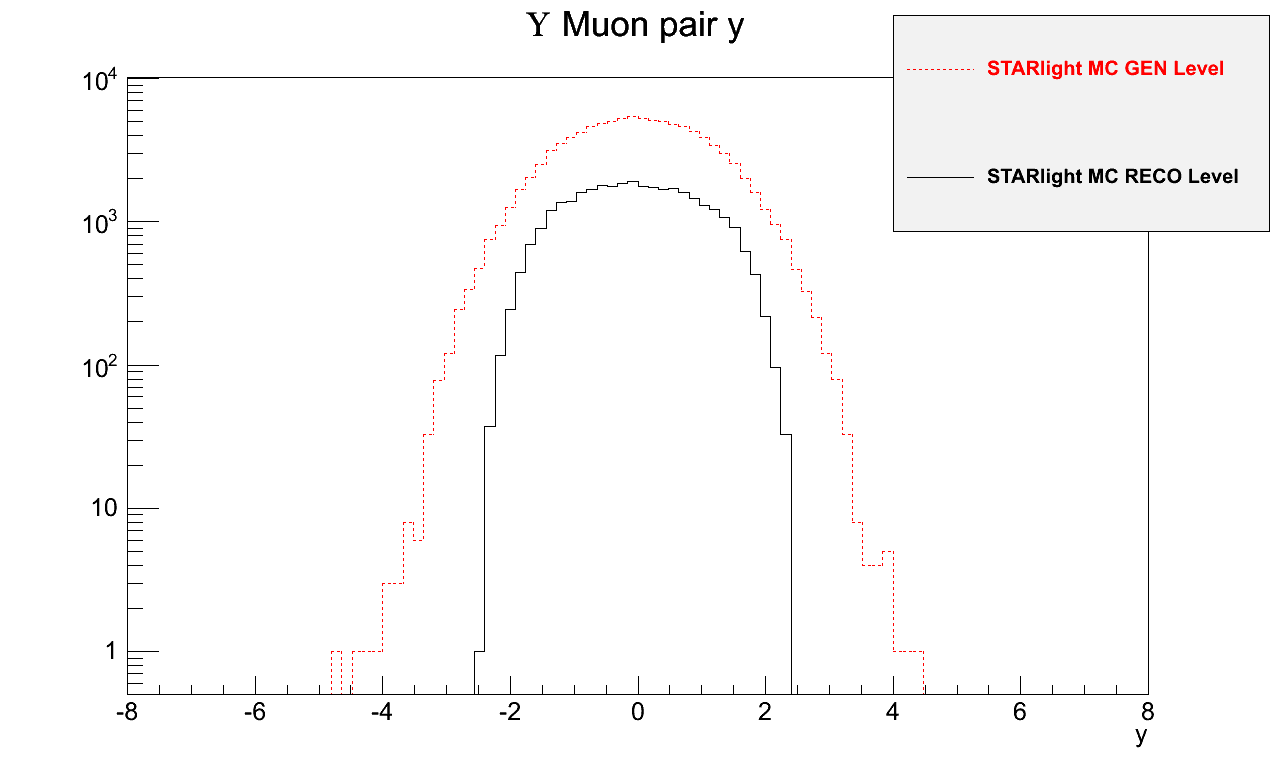 Υ Muon pair y
STARlight MC GEN Level
STARlight MC RECO Level
10⁴
10³
10²
10
1
-8 -6 -4 -2 0 2 4 6 8
y